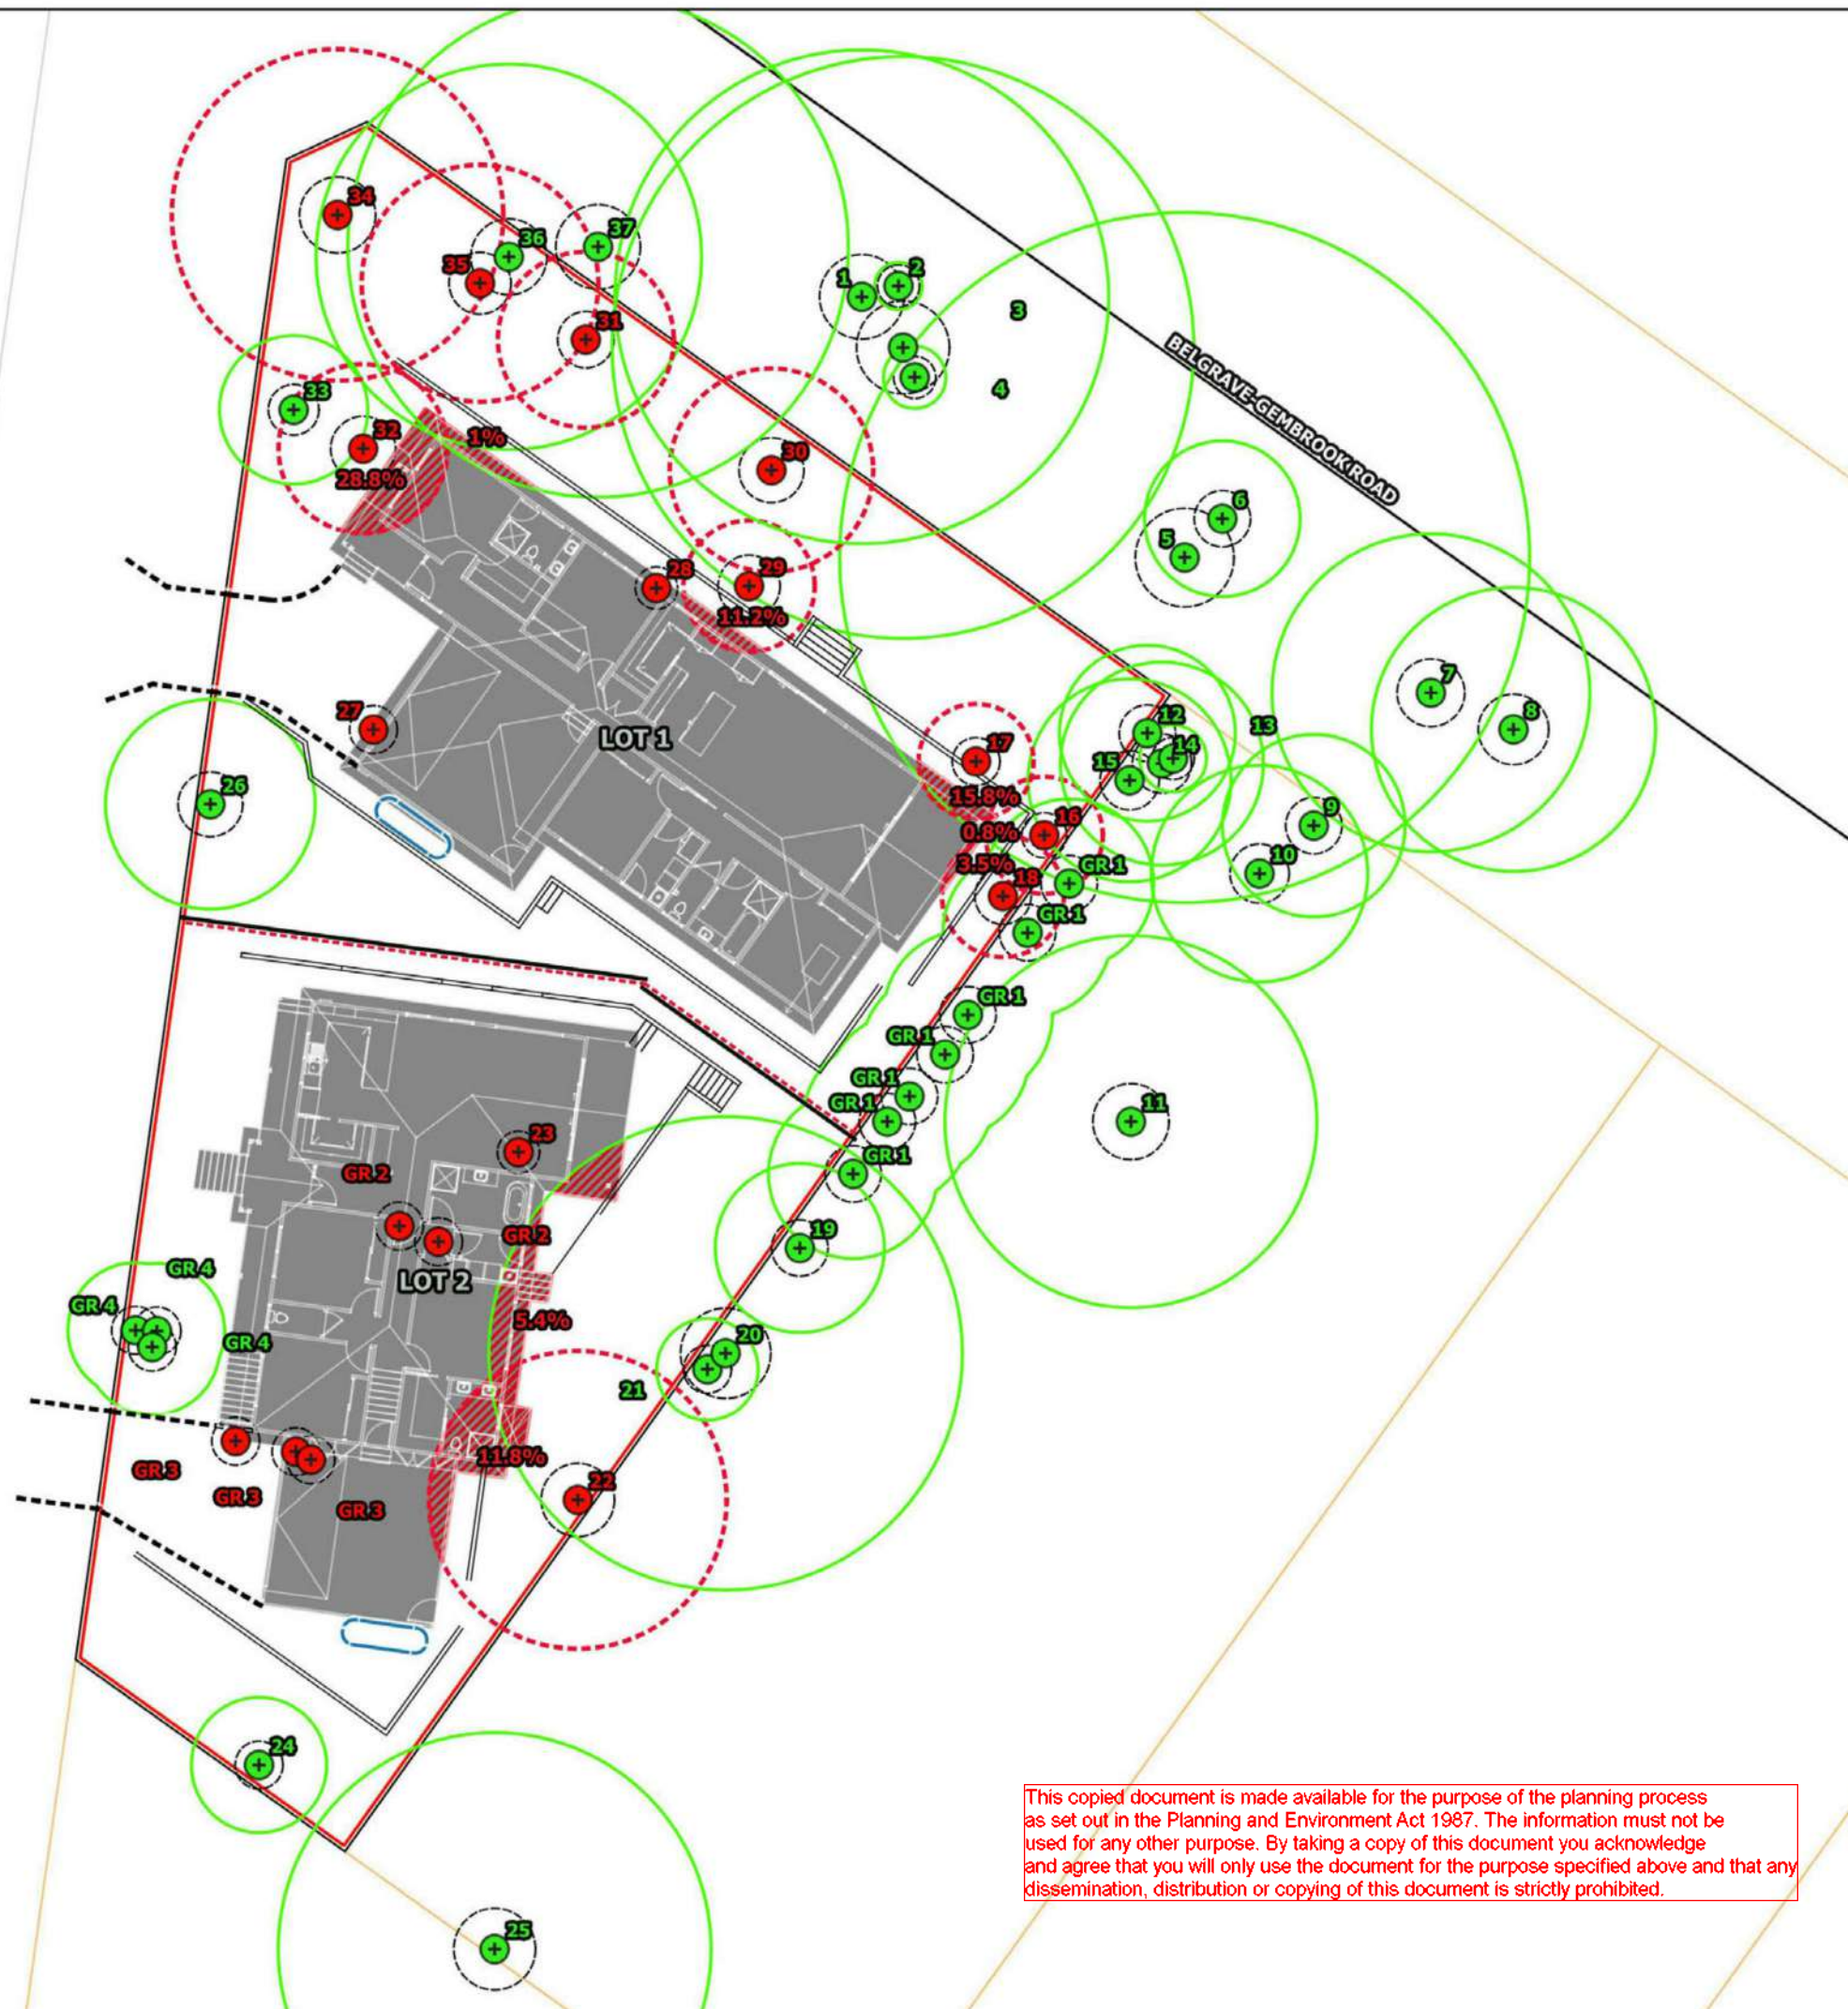 34
36
37
35
31
1
2
3
4
BELGRAVE-GEMBROOK ROAD
33
32
1%
28.8%
30
6
5
28
29
11.2%
7
8
27
LOT 1
12
13
14
15
17
26
15.8%
9
16
0.8%
10
3.5%
GR 1
18
GR 1
GR 1
GR 1
GR 1
GR 1
11
GR 1
23
GR 2
19
GR 2
GR 4
LOT 2
GR 4
5.4%
20
GR 4
21
11.8%
GR 3
22
GR 3
GR 3
24
This copied document is made available for the purpose of the planning process
as set out in the Planning and Environment Act 1987. The information must not be
used for any other purpose. By taking a copy of this document you acknowledge
and agree that you will only use the document for the purpose specified above and that any
dissemination, distribution or copying of this document is strictly prohibited.
25